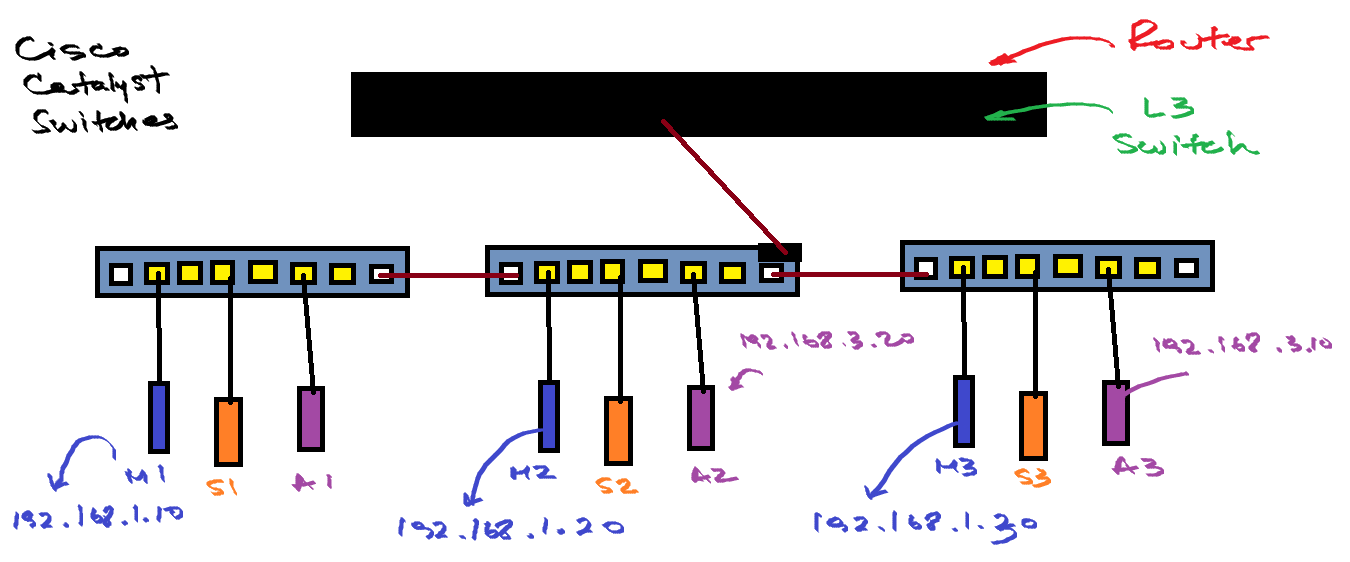 Cisco
Catalyst
Switches
Router
L3
Switch
192.168.3.20
192.168.3.10
M1
S1
A1
M2
S2
A2
M3
S3
A3
192.168.1.10
192.168.1.20
192.168.1.30